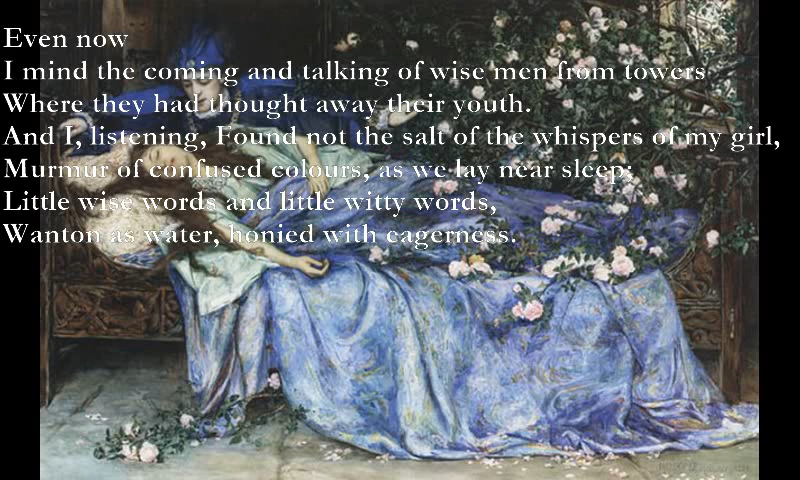 Even now
I mind the coming and talking of wise men from towers
Where they had thought away their youth.
And I, listening, Found not the salt of the whispers of my girl,
Murmur of confused colours, as we lay near sleep;
Little wise words and little witty words,
Wanton as water, honied with eagerness.